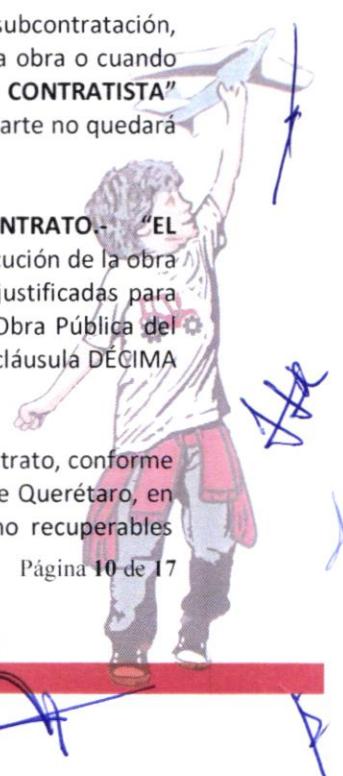 subcontratación,
a obra o cuando
CONTRATISTA"
arte no quedará
NTRATO.- "EL
cución de la obra
justificadas para
Obra Pública del
cláusula DÉCIMA
trato, conforme
e Querétaro, en
no recuperables
Página 10 de 17